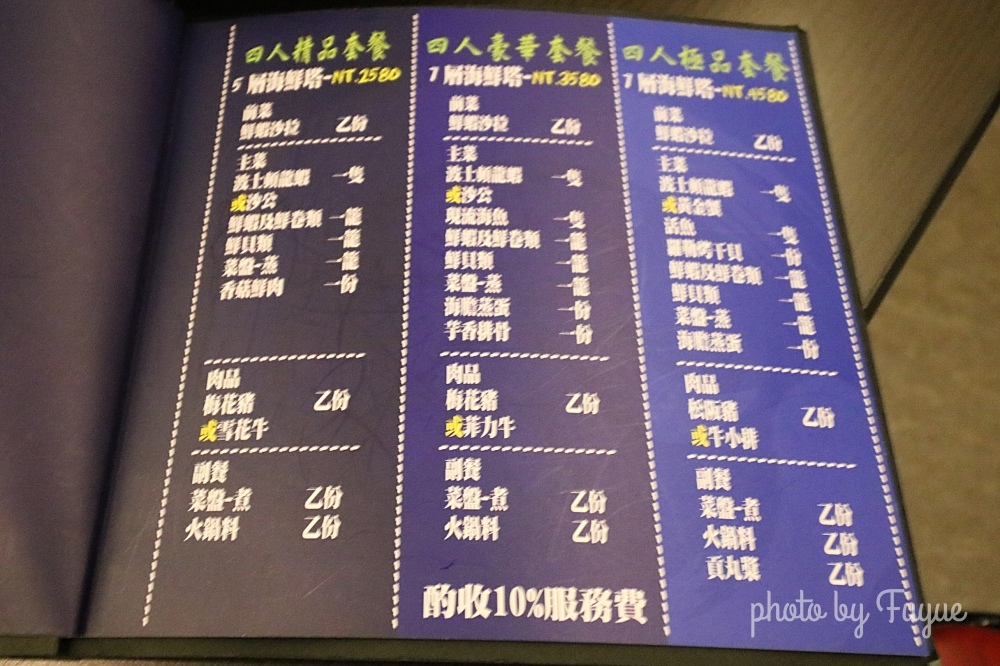 四人精品套餐
5 層海鮮塔-NT.2580
前菜
鮮蝦沙拉 乙份
主菜
波士頓龍蝦 一隻
或沙公
鮮蝦及鮮卷類 一籠
鮮貝類 一籠
菜盤-蒸 一籠
香菇鮮肉 一份
肉品
梅花豬 乙份
或雪花牛
副餐
菜盤-煮 乙份
火鍋料 乙份
四人豪華套餐
7 層海鮮塔-NT.3580
前菜
鮮蝦沙拉 乙份
主菜
波士頓龍蝦 一隻
或沙公
現流海魚 一隻
鮮蝦及鮮卷類 一籠
鮮貝類 一籠
菜盤-蒸 一籠
海膽蒸蛋 一份
芋香排骨 一份
肉品
梅花豬 乙份
或菲力牛
副餐
菜盤-煮 乙份
火鍋料 乙份
四人極品套餐
7 層海鮮塔-NT.4580
前菜
鮮蝦沙拉 乙份
主菜
波士頓龍蝦 一隻
或黃金蟹
活魚 一隻
羅勒烤干貝 一份
鮮蝦及鮮卷類 一籠
鮮貝類 一籠
菜盤-蒸 一籠
海膽蒸蛋 一份
肉品
松阪豬 乙份
或牛小排
副餐
菜盤-煮 乙份
火鍋料 乙份
貢丸漿 乙份
酌收10%服務費
photo by Fayue